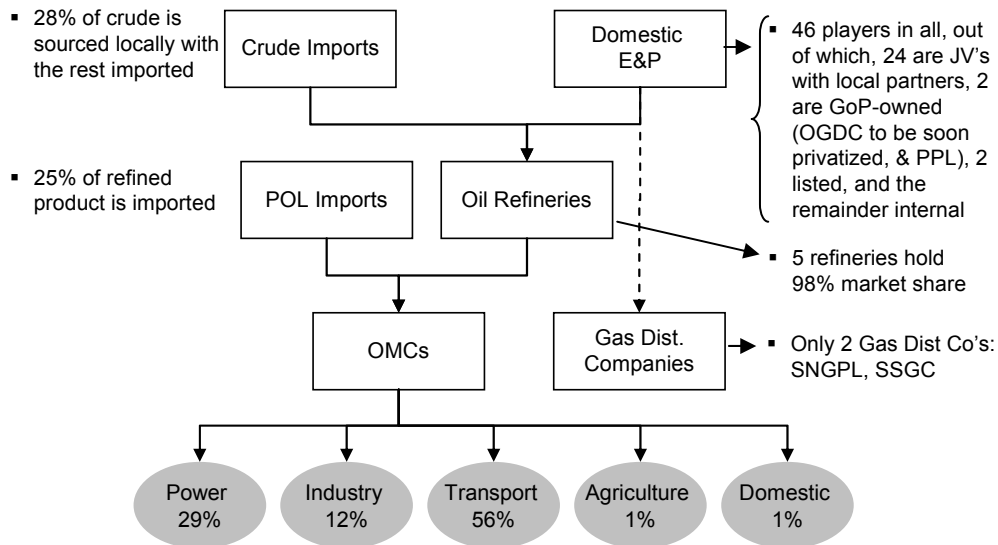 ▪ 28% of crude is
sourced locally with
the rest imported
Crude Imports
Domestic
E&P
▪ 46 players in all, out
of which, 24 are JV's
with local partners, 2
are GoP-owned
(OGDC to be soon
privatized, & PPL), 2
listed, and the
remainder internal
▪ 25% of refined
product is imported
POL Imports
Oil Refineries
▪ 5 refineries hold
98% market share
OMCs
Gas Dist.
Companies
▪ Only 2 Gas Dist Co's:
SNGPL, SSGC
Power
29%
Industry
12%
Transport
56%
Agriculture
1%
Domestic
1%